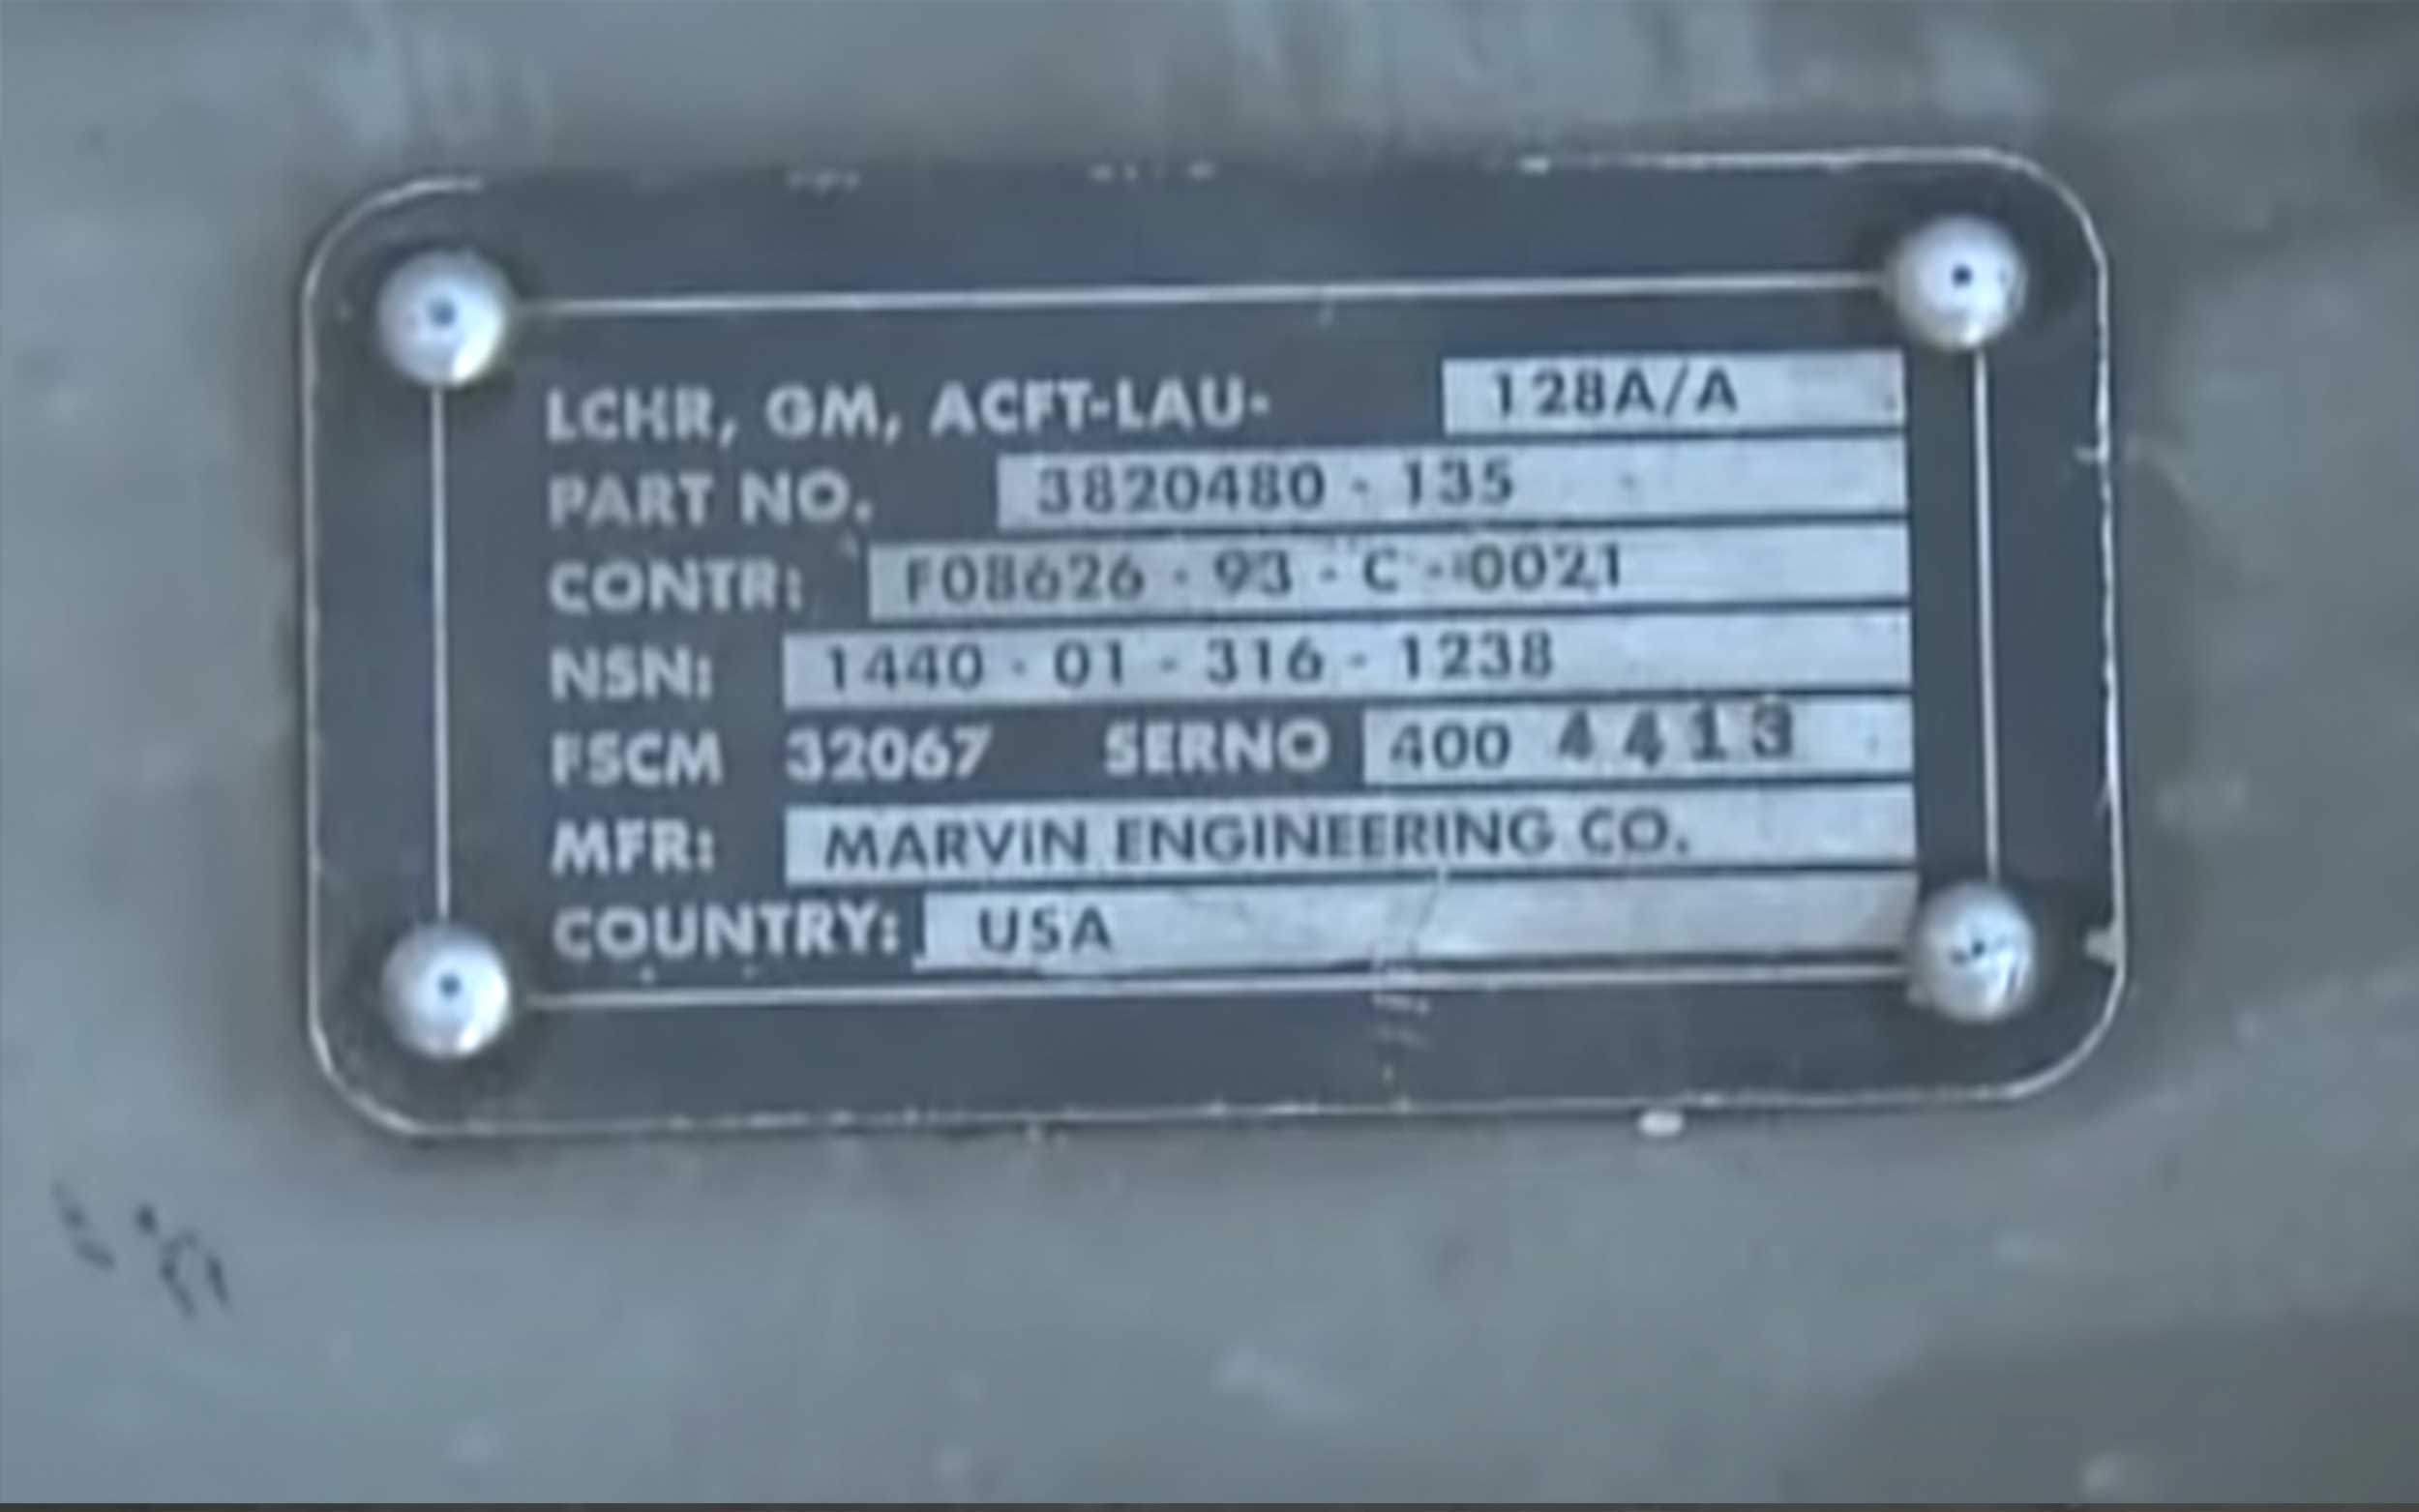 LCHR, GM, ACFT-LAU- 128A/A
PART NO. 3820480 - 135
CONTR: F08626 - 93 - C - 0021
NSN: 1440 - 01 - 316 - 1238
FSCM 32067 SERNO 400 4413
MFR: MARVIN ENGINEERING CO.
COUNTRY: USA